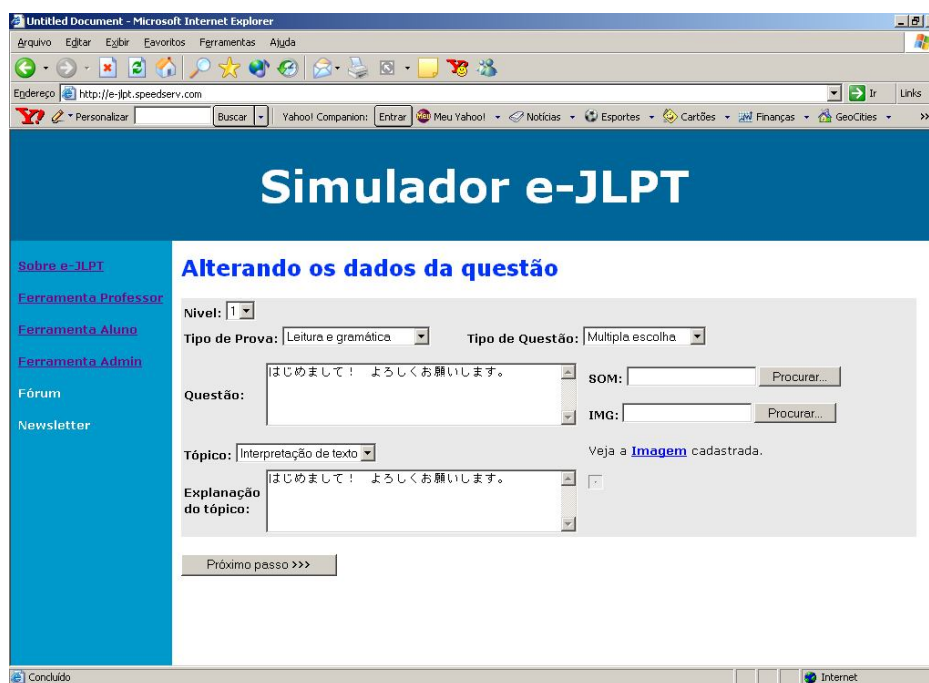 Untitled Document - Microsoft Internet Explorer
Arquivo Editar Exibir Favoritos Ferramentas Ajuda
Endereço http://e-jlpt.speedserv.com Ir Links
Y7 Personalizar Buscar Yahoo! Companion: Entrar Meu Yahoo! Notícias Esportes Cartões Finanças GeoCities »
Simulador e-JLPT
Sobre e-JLPT
Ferramenta Professor
Ferramenta Aluno
Ferramenta Admin
Fórum
Newsletter
Alterando os dados da questão
Nivel: 1
Tipo de Prova: Leitura e gramática Tipo de Questão: Multipla escolha
Questão: はじめまして！ よろしくお願いします。
SOM: Procurar...
IMG: Procurar...
Tópico: Interpretação de texto
Veja a Imagem cadastrada.
Explanação do tópico: はじめまして！ よろしくお願いします。
Próximo passo >>>
Concluído Internet